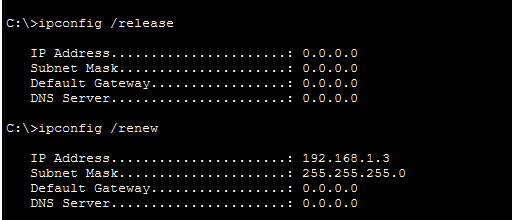 C:\>ipconfig /release
IP Address......................: 0.0.0.0
Subnet Mask.....................: 0.0.0.0
Default Gateway.................: 0.0.0.0
DNS Server......................: 0.0.0.0
C:\>ipconfig /renew
IP Address......................: 192.168.1.3
Subnet Mask.....................: 255.255.255.0
Default Gateway.................: 0.0.0.0
DNS Server......................: 0.0.0.0